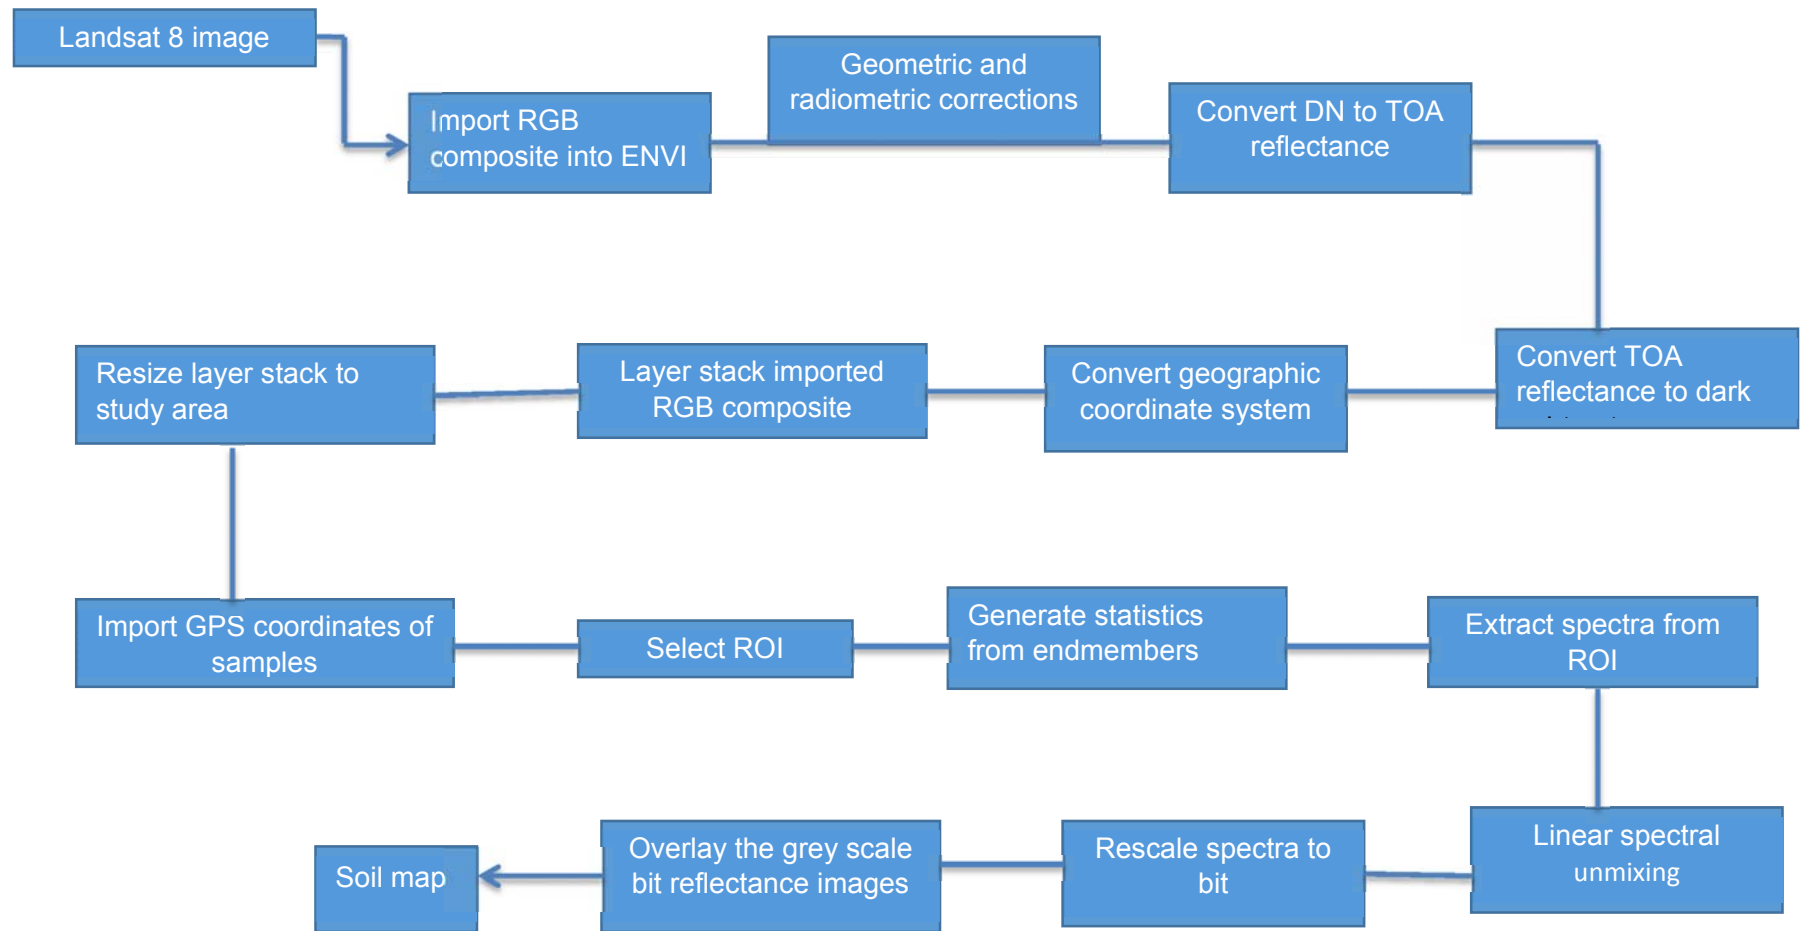 Landsat 8 image
Import RGB
composite into ENVI
Geometric and
radiometric corrections
Convert DN to TOA
reflectance
Convert TOA
reflectance to dark
Convert geographic
coordinate system
Layer stack imported
RGB composite
Resize layer stack to
study area
Import GPS coordinates of
samples
Select ROI
Generate statistics
from endmembers
Extract spectra from
ROI
Linear spectral
unmixing
Rescale spectra to
bit
Overlay the grey scale
bit reflectance images
Soil map